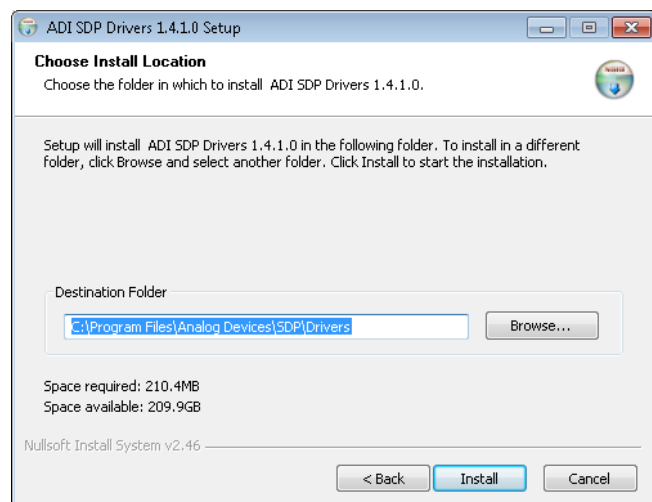 ADI SDP Drivers 1.4.1.0 Setup
Choose Install Location
Choose the folder in which to install ADI SDP Drivers 1.4.1.0.
Setup will install ADI SDP Drivers 1.4.1.0 in the following folder. To install in a different
folder, click Browse and select another folder. Click Install to start the installation.
Destination Folder
C:\Program Files\Analog Devices\SDP\Drivers
Browse...
Space required: 210.4MB
Space available: 209.9GB
Nullsoft Install System v2.46
< Back
Install
Cancel